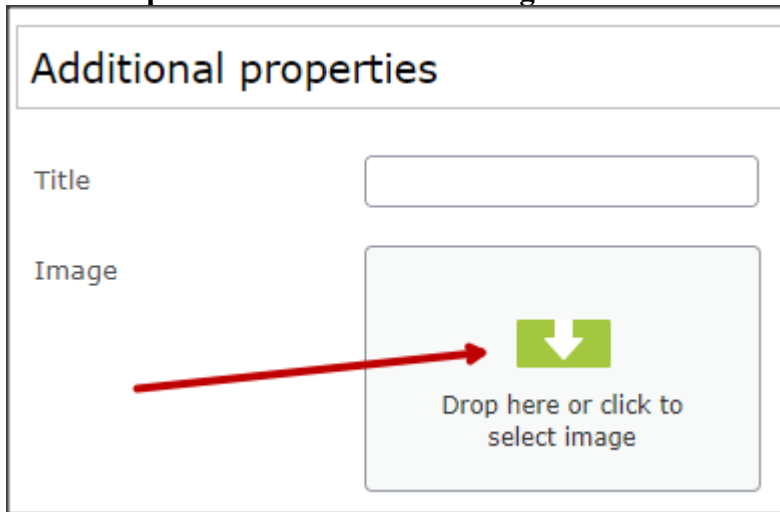 Additional properties
Title
Image
Drop here or click to
select image